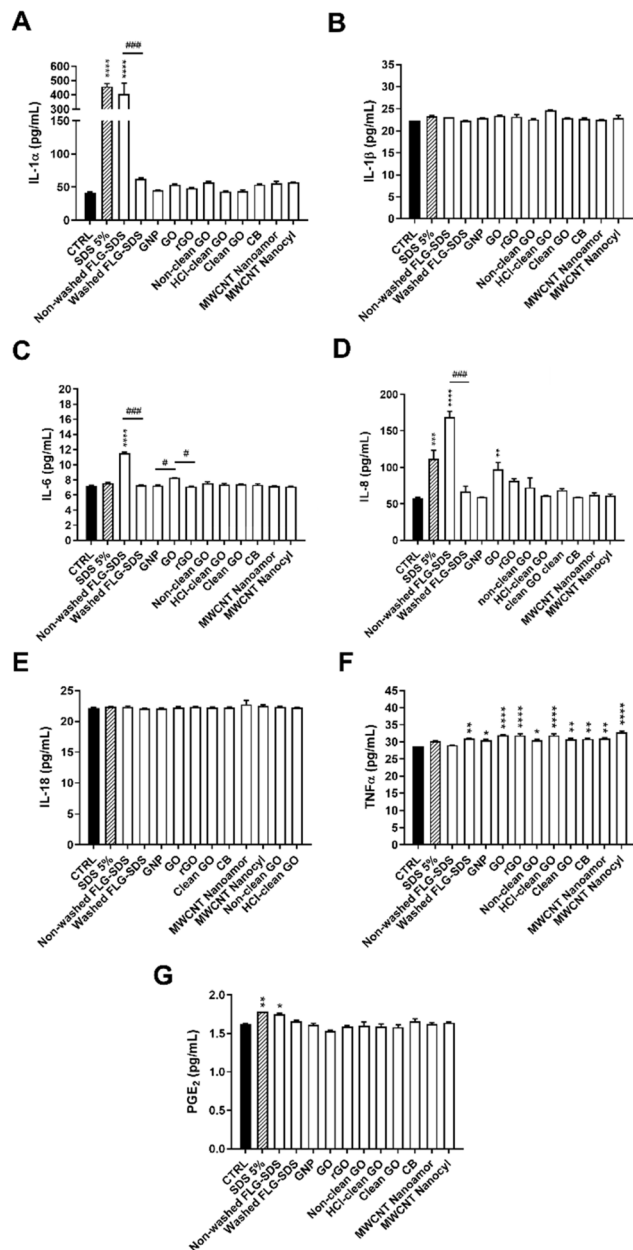 A
IL-1α (pg/mL)
500
400
300
200
100
150
100
50
0
****
****
###
CTRL
SDS 5%
Non-washed FLG-SDS
Washed FLG-SDS
GNP
GO
rGO
Non-clean GO
HCl-clean GO
Clean GO
CB
MWCNT Nanoamor
MWCNT Nanocyl
B
IL-1β (pg/mL)
40
35
30
25
20
15
10
5
0
CTRL
SDS 5%
Non-washed FLG-SDS
Washed FLG-SDS
GNP
GO
rGO
Non-clean GO
HCl-clean GO
Clean GO
CB
MWCNT Nanoamor
MWCNT Nanocyl
C
IL-6 (pg/mL)
18
16
14
12
10
8
6
4
2
0
****
###
#
#
CTRL
SDS 5%
Non-washed FLG-SDS
Washed FLG-SDS
GNP
GO
rGO
Non-clean GO
HCl-clean GO
Clean GO
CB
MWCNT Nanoamor
MWCNT Nanocyl
D
IL-8 (pg/mL)
200
150
100
50
0
***
****
###
**
CTRL
SDS 5%
Non-washed FLG-SDS
Washed FLG-SDS
GNP
GO
rGO
non-clean GO
HCl-clean GO
clean GO clean
CB
MWCNT Nanoamor
MWCNT Nanocyl
E
IL-18 (pg/mL)
25
20
15
10
5
0
CTRL
SDS 5%
Non-washed FLG-SDS
Washed FLG-SDS
GNP
GO
rGO
Clean GO
CB
MWCNT Nanoamor
MWCNT Nanocyl
Non-clean GO
HCl-clean GO
F
TNFα (pg/mL)
45
40
35
30
25
20
15
10
5
0
**
*
****
****
*
****
**
**
**
****
CTRL
SDS 5%
Non-washed FLG-SDS
Washed FLG-SDS
GNP
GO
rGO
Non-clean GO
HCl-clean GO
Clean GO
CB
MWCNT Nanoamor
MWCNT Nanocyl
G
PGE₂ (pg/mL)
2.0
1.5
1.0
0.5
0.0
**
*
CTRL
SDS 5%
Non-washed FLG-SDS
Washed FLG-SDS
GNP
GO
rGO
Non-clean GO
HCl-clean GO
Clean GO
CB
MWCNT Nanoamor
MWCNT Nanocyl